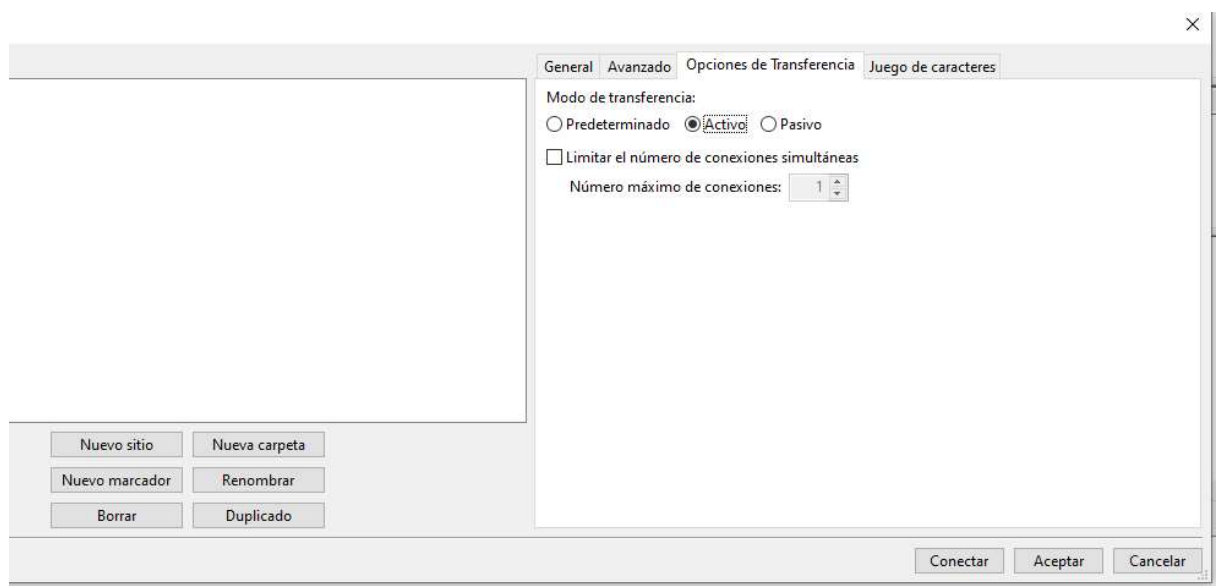 General Avanzado Opciones de Transferencia Juego de caracteres
Modo de transferencia:
Predeterminado Activo Pasivo
Limitar el número de conexiones simultáneas
Número máximo de conexiones: 1
Nuevo sitio Nueva carpeta
Nuevo marcador Renombrar
Borrar Duplicado
Conectar Aceptar Cancelar